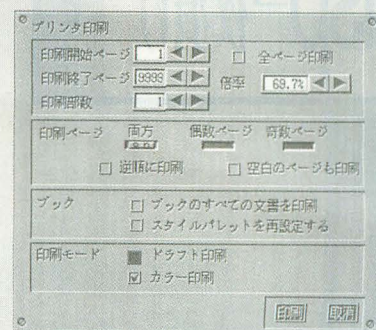 プリンタ印刷
印刷開始ページ 1 全ページ印刷
印刷終了ページ 9999 倍率 69.7%
印刷部数 1
印刷ページ 両方 偶数ページ 奇数ページ
逆順に印刷 空白のページも印刷
ブック ブックのすべての文書を印刷
スタイルパレットを再設定する
印刷モード ドラフト印刷
カラー印刷
印刷 取消